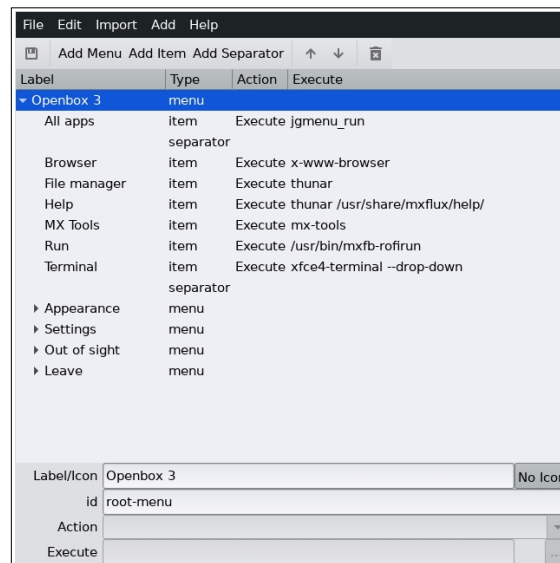 File Edit Import Add Help
Add Menu Add Item Add Separator
Label Type Action Execute
Openbox 3 menu
All apps item Execute jgmenu_run
separator
Browser item Execute x-www-browser
File manager item Execute thunar
Help item Execute thunar /usr/share/mxflux/help/
MX Tools item Execute mx-tools
Run item Execute /usr/bin/mxfb-rofirun
Terminal item Execute xfce4-terminal --drop-down
separator
Appearance menu
Settings menu
Out of sight menu
Leave menu
Label/Icon Openbox 3 No Icon
id root-menu
Action
Execute ...